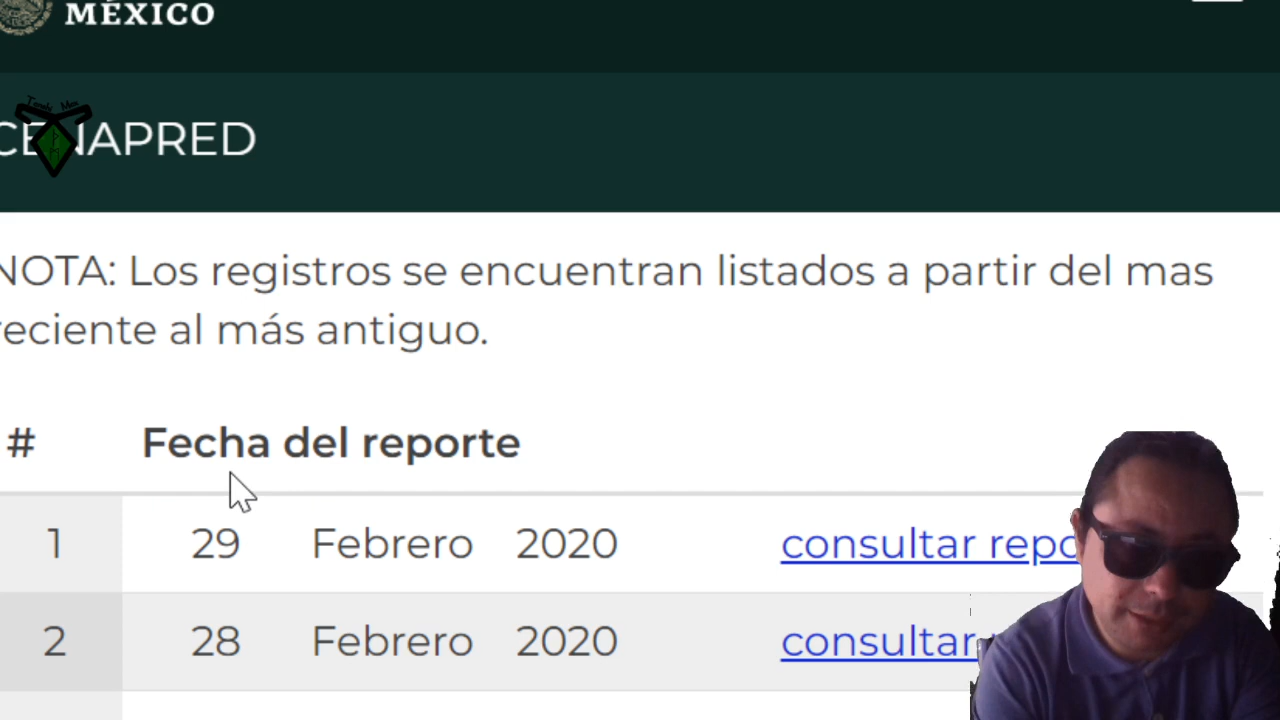 MÉXICO
CENAPRED
NOTA: Los registros se encuentran listados a partir del mas
reciente al más antiguo.
# Fecha del reporte
1 29 Febrero 2020 consultar repo
2 28 Febrero 2020 consultar